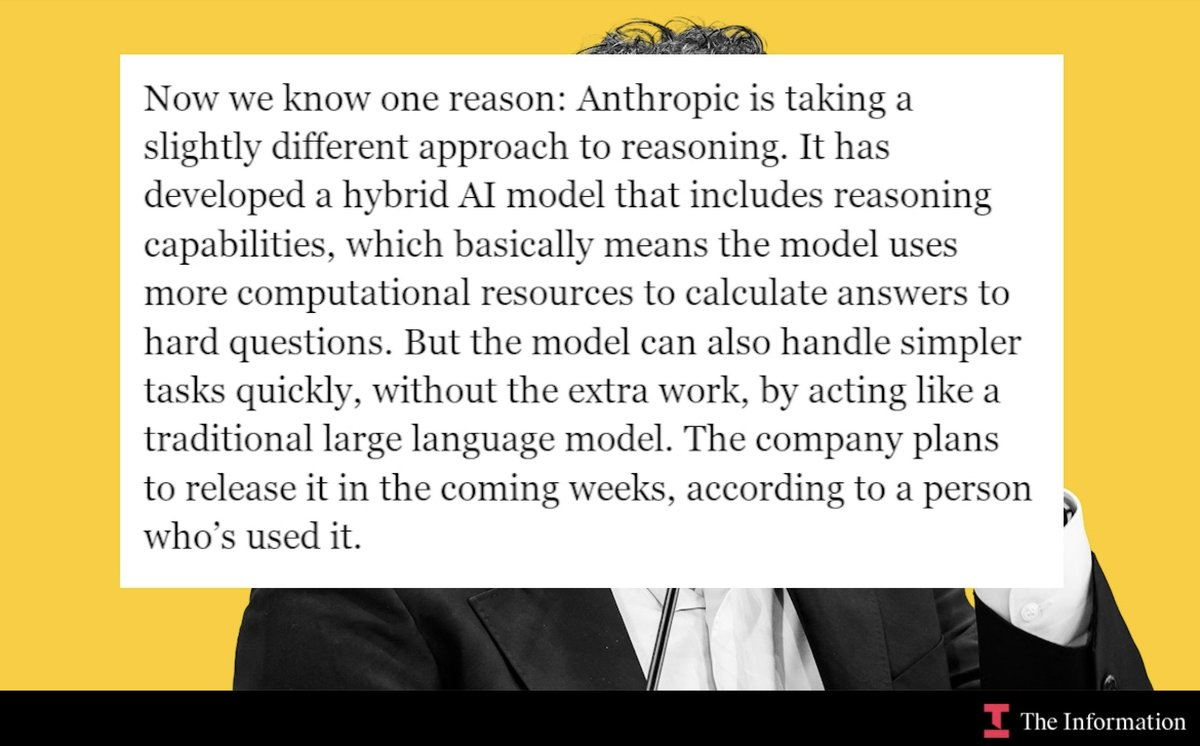 Now we know one reason: Anthropic is taking a
slightly different approach to reasoning. It has
developed a hybrid AI model that includes reasoning
capabilities, which basically means the model uses
more computational resources to calculate answers to
hard questions. But the model can also handle simpler
tasks quickly, without the extra work, by acting like a
traditional large language model. The company plans
to release it in the coming weeks, according to a person
who’s used it.
The Information